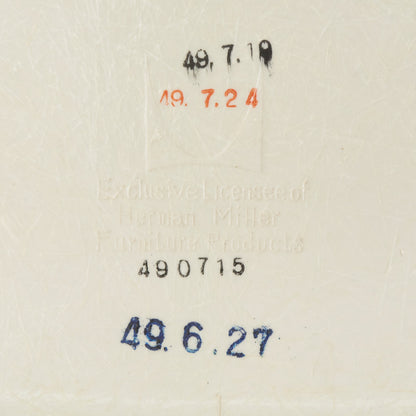 49.7.19
49.7.24
Exclusive Licensee of
Herman Miller
Furniture Products
490715
49.6.27